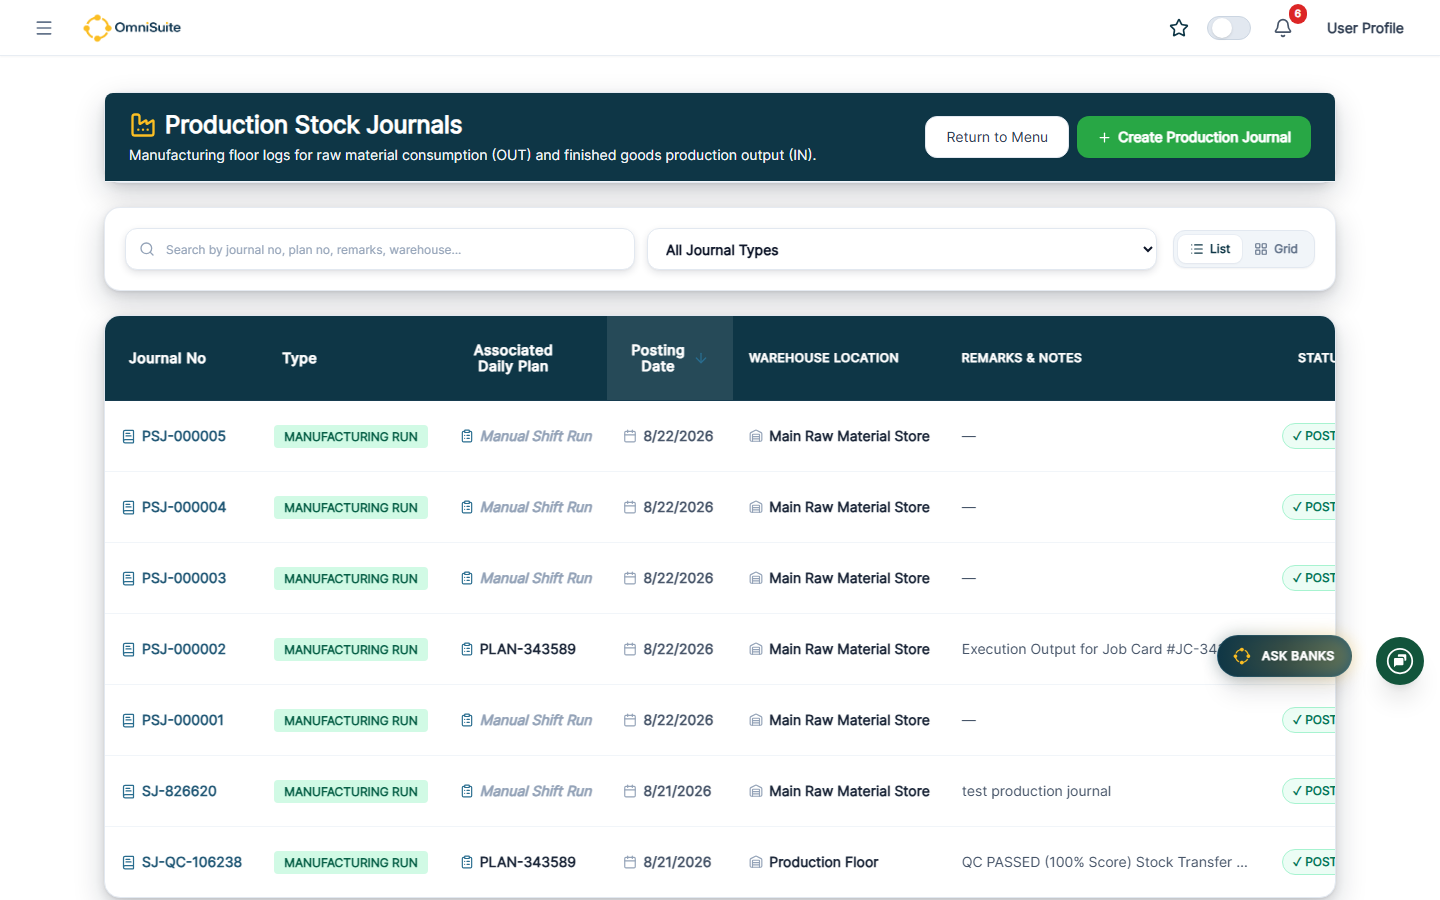 OmniSuite
6
User Profile
Production Stock Journals
Manufacturing floor logs for raw material consumption (OUT) and finished goods production output (IN).
Return to Menu
+ Create Production Journal
Search by journal no, plan no, remarks, warehouse...
All Journal Types
List
Grid
Journal No
Type
Associated
Daily Plan
Posting
Date
WAREHOUSE LOCATION
REMARKS & NOTES
STATU
PSJ-000005 MANUFACTURING RUN Manual Shift Run 8/22/2026 Main Raw Material Store — ✓ POST
PSJ-000004 MANUFACTURING RUN Manual Shift Run 8/22/2026 Main Raw Material Store — ✓ POST
PSJ-000003 MANUFACTURING RUN Manual Shift Run 8/22/2026 Main Raw Material Store — ✓ POST
PSJ-000002 MANUFACTURING RUN PLAN-343589 8/22/2026 Main Raw Material Store Execution Output for Job Card #JC-34
ASK BANKS
PSJ-000001 MANUFACTURING RUN Manual Shift Run 8/22/2026 Main Raw Material Store — ✓ POST
SJ-826620 MANUFACTURING RUN Manual Shift Run 8/21/2026 Main Raw Material Store test production journal ✓ POST
SJ-QC-106238 MANUFACTURING RUN PLAN-343589 8/21/2026 Production Floor QC PASSED (100% Score) Stock Transfer ... ✓ POST